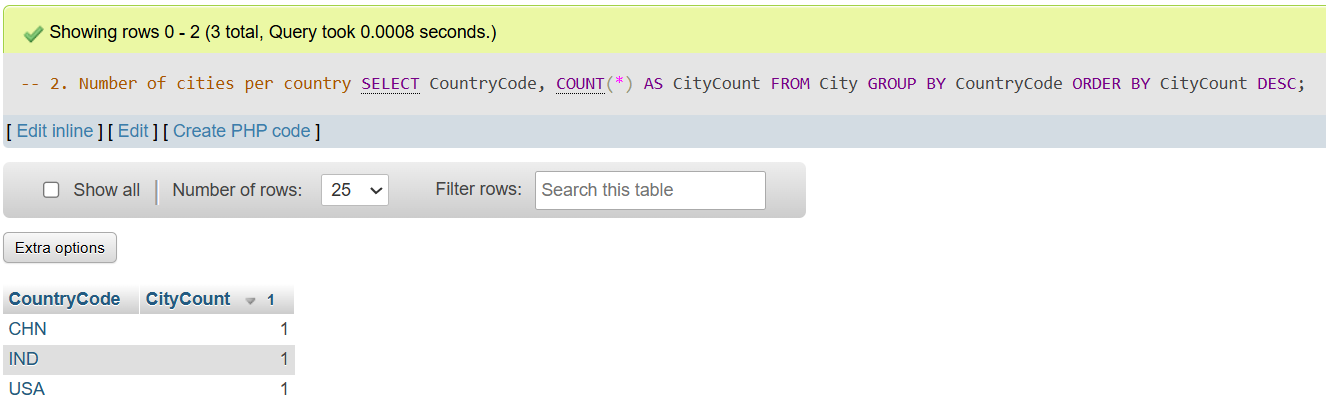 Showing rows 0 - 2 (3 total, Query took 0.0008 seconds.)
-- 2. Number of cities per country SELECT CountryCode, COUNT(*) AS CityCount FROM City GROUP BY CountryCode ORDER BY CityCount DESC;
[ Edit inline ] [ Edit ] [ Create PHP code ]
Show all Number of rows: 25 Filter rows: Search this table
Extra options
CountryCode CityCount 1
CHN 1
IND 1
USA 1